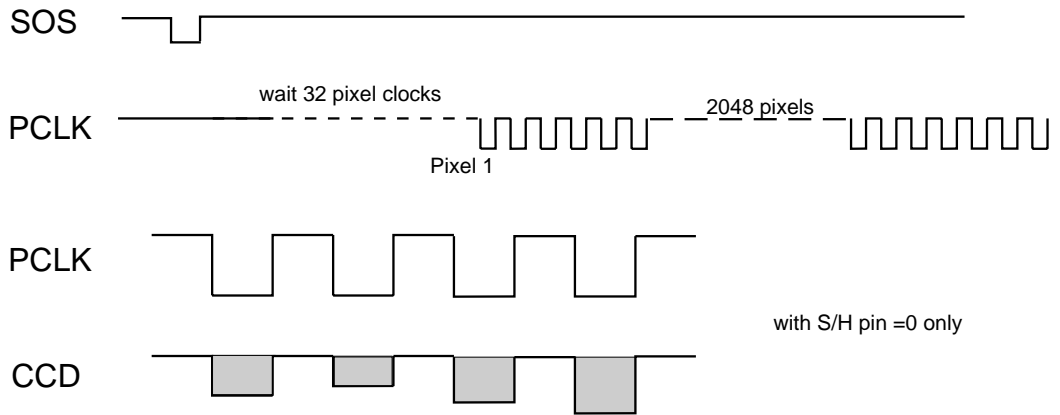 SOS
wait 32 pixel clocks
2048 pixels
PCLK
Pixel 1
PCLK
with S/H pin =0 only
CCD